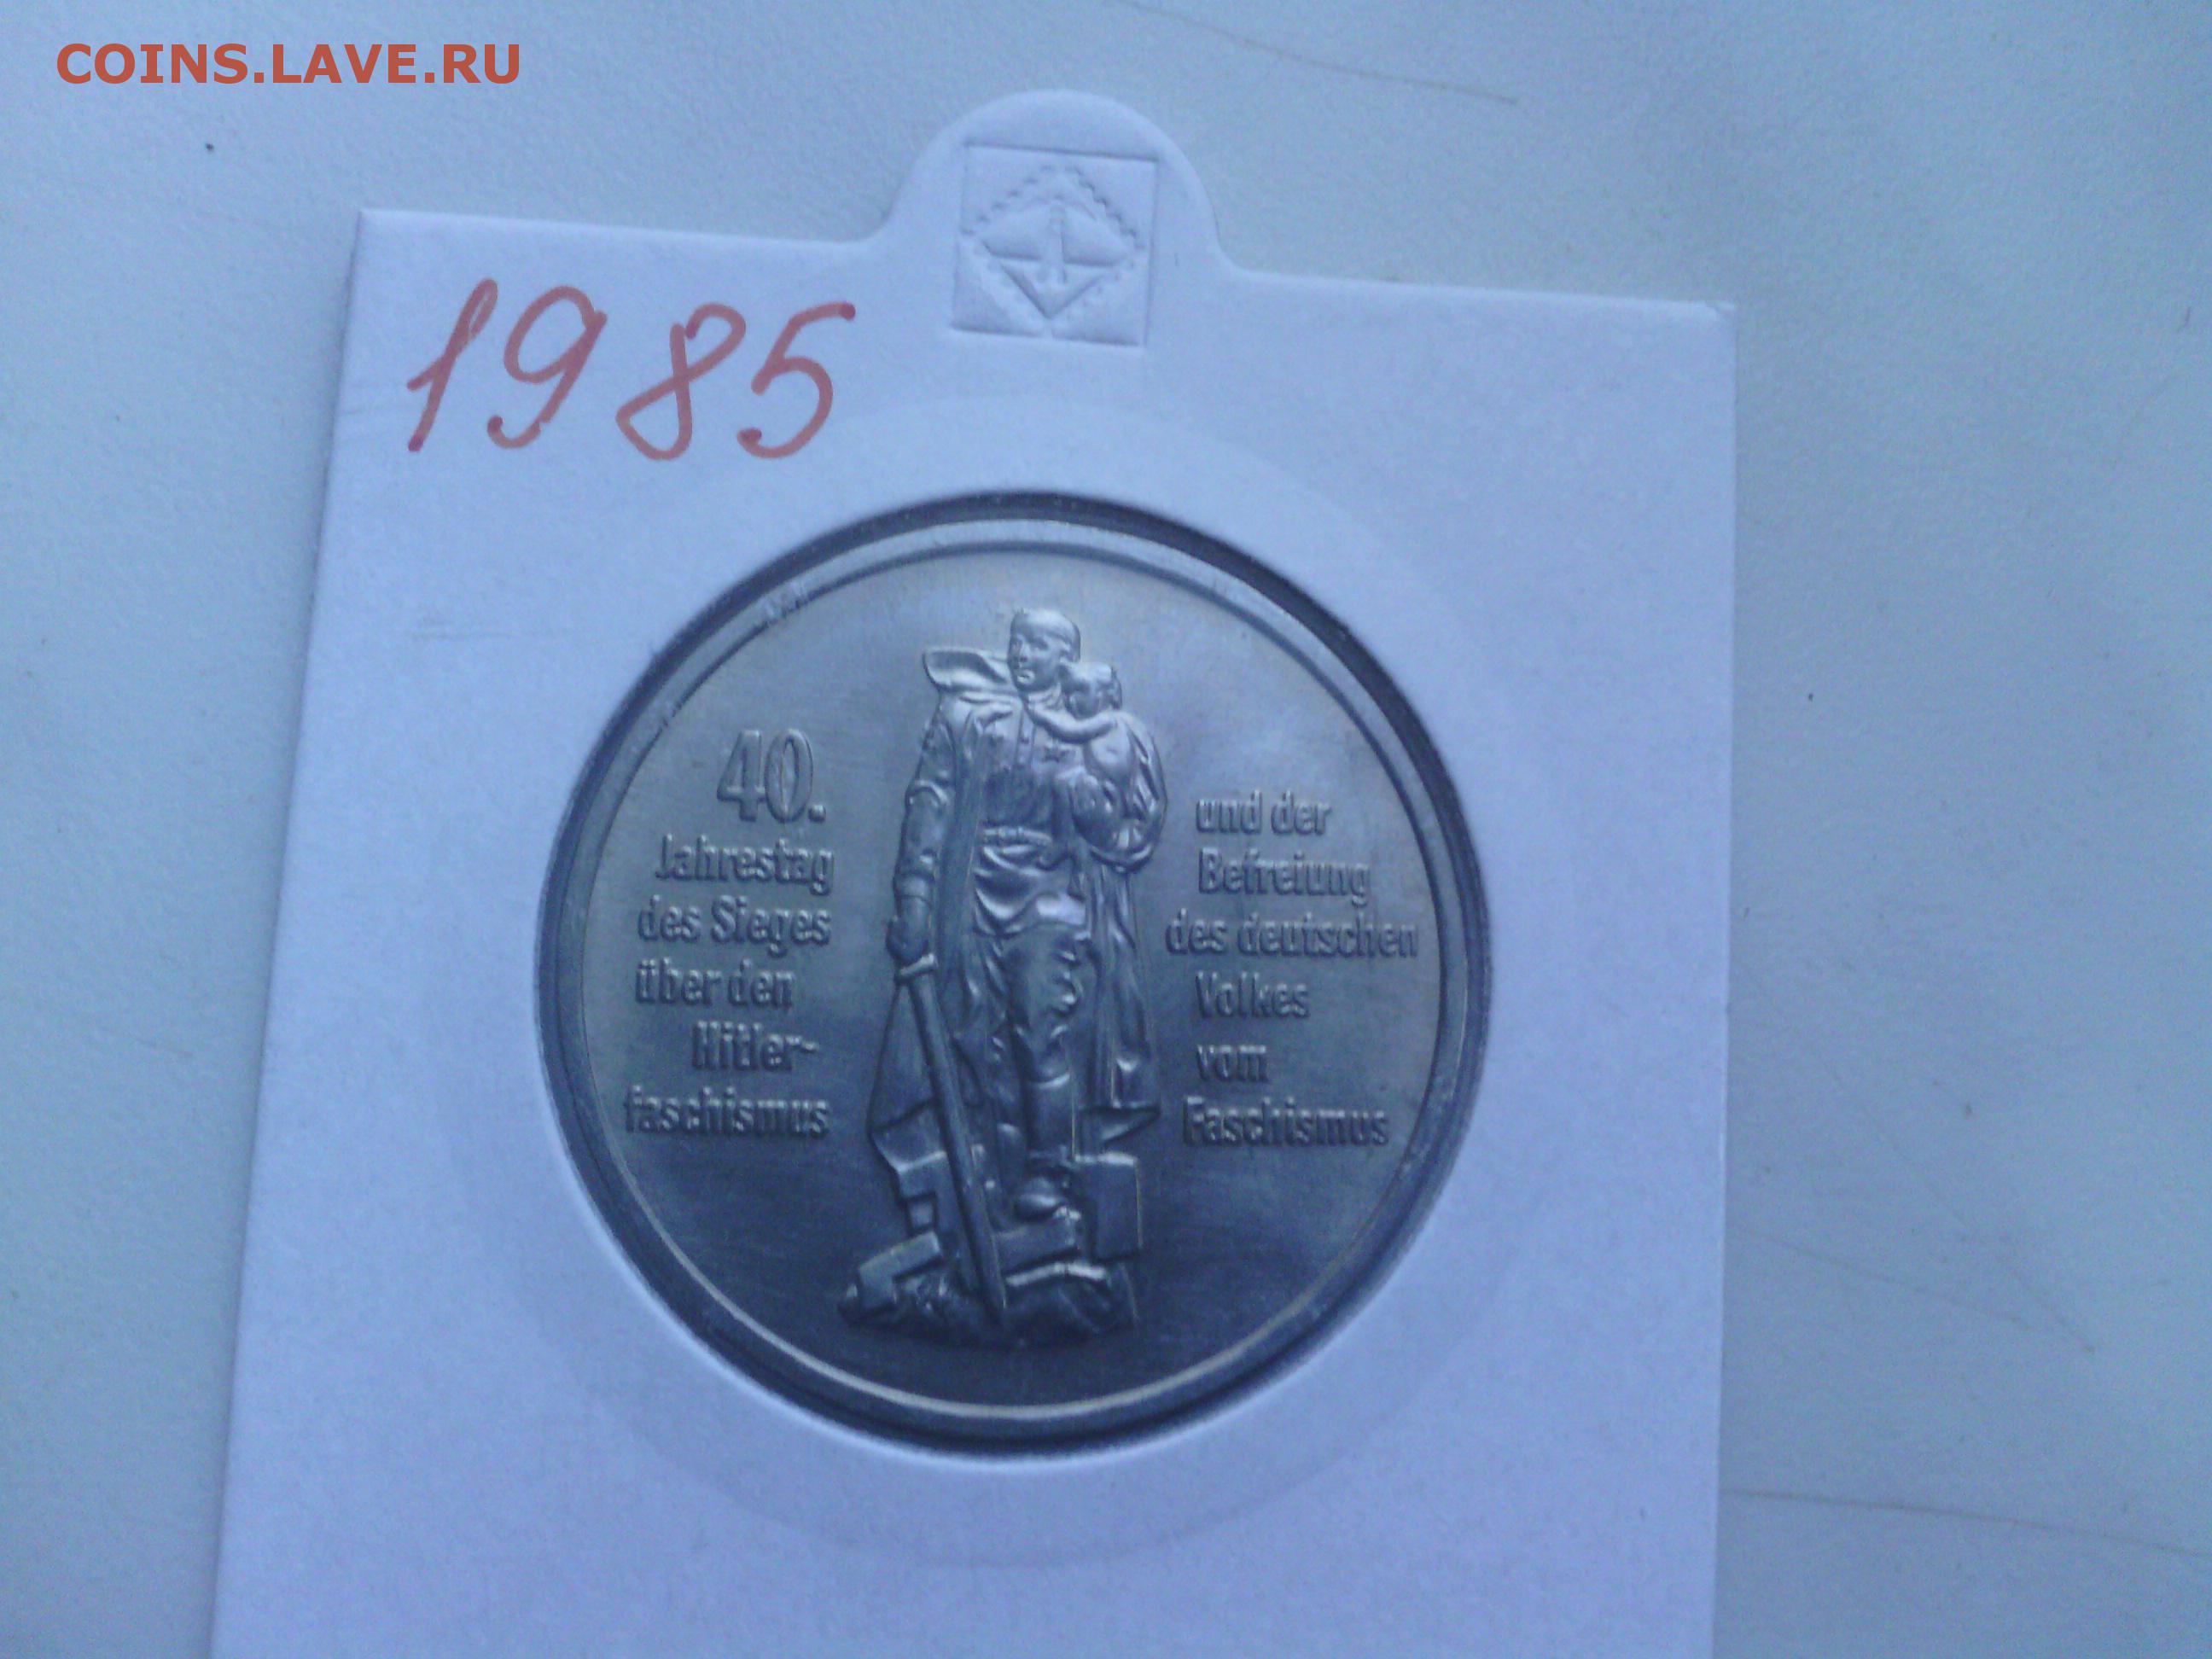 COINS.LAVE.RU
1985
40.
Jahrestag
des Sieges
über den
Hitler-
faschismus
und der
Befreiung
des deutschen
Volkes
vom
Faschismus